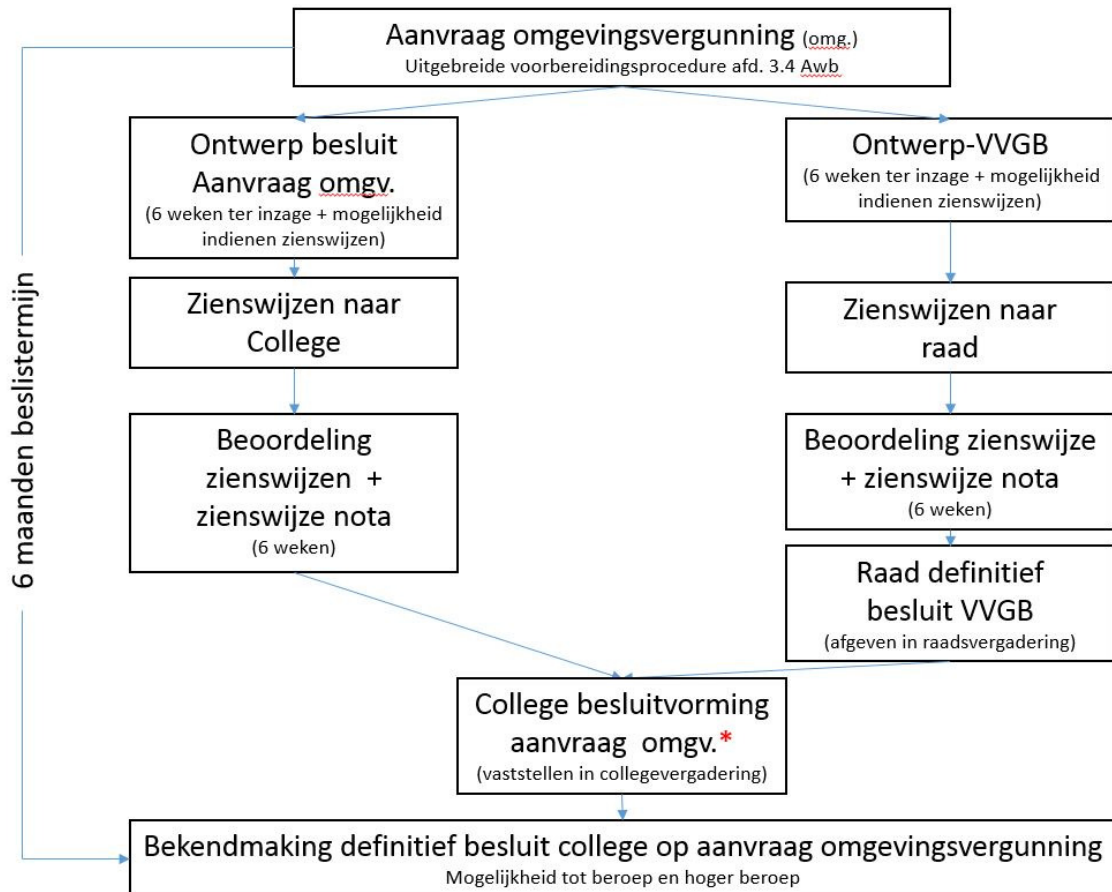 Aanvraag omgevingsvergunning (omg.)
Uitgebreide voorbereidingsprocedure afd. 3.4 Awb
6 maanden beslistermijn
Ontwerp besluit
Aanvraag omgv.
(6 weken ter inzage + mogelijkheid
indienen zienswijzen)
Ontwerp-VVGB
(6 weken ter inzage + mogelijkheid
indienen zienswijzen)
Zienswijzen naar
College
Zienswijzen naar
raad
Beoordeling
zienswijzen +
zienswijze nota
(6 weken)
Beoordeling zienswijze
+ zienswijze nota
(6 weken)
Raad definitief
besluit VVGB
(afgeven in raadsvergadering)
College besluitvorming
aanvraag omgv.*
(vaststellen in collegevergadering)
Bekendmaking definitief besluit college op aanvraag omgevingsvergunning
Mogelijkheid tot beroep en hoger beroep